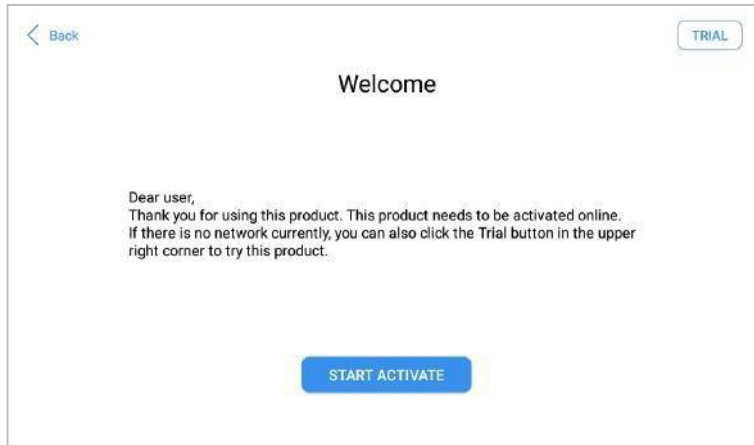 Back
TRIAL
Welcome
Dear user,
Thank you for using this product. This product needs to be activated online.
If there is no network currently, you can also click the Trial button in the upper
right corner to try this product.
START ACTIVATE